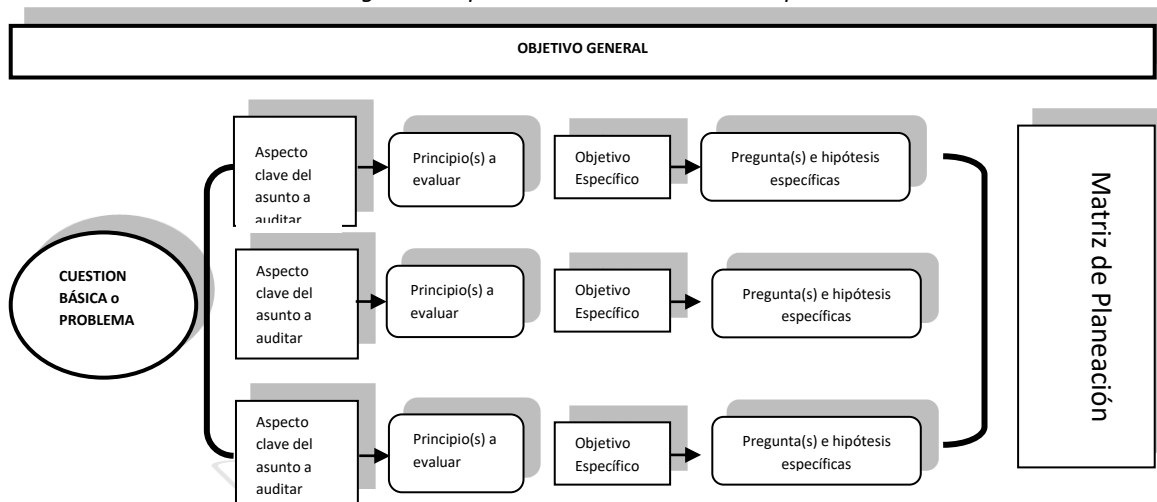 OBJETIVO GENERAL
CUESTION
BÁSICA o
PROBLEMA
Aspecto
clave del
asunto a
auditar
Principio(s) a
evaluar
Objetivo
Específico
Pregunta(s) e hipótesis
específicas
Aspecto
clave del
asunto a
auditar
Principio(s) a
evaluar
Objetivo
Específico
Pregunta(s) e hipótesis
específicas
Aspecto
clave del
asunto a
auditar
Principio(s) a
evaluar
Objetivo
Específico
Pregunta(s) e hipótesis
específicas
Matriz de Planeación